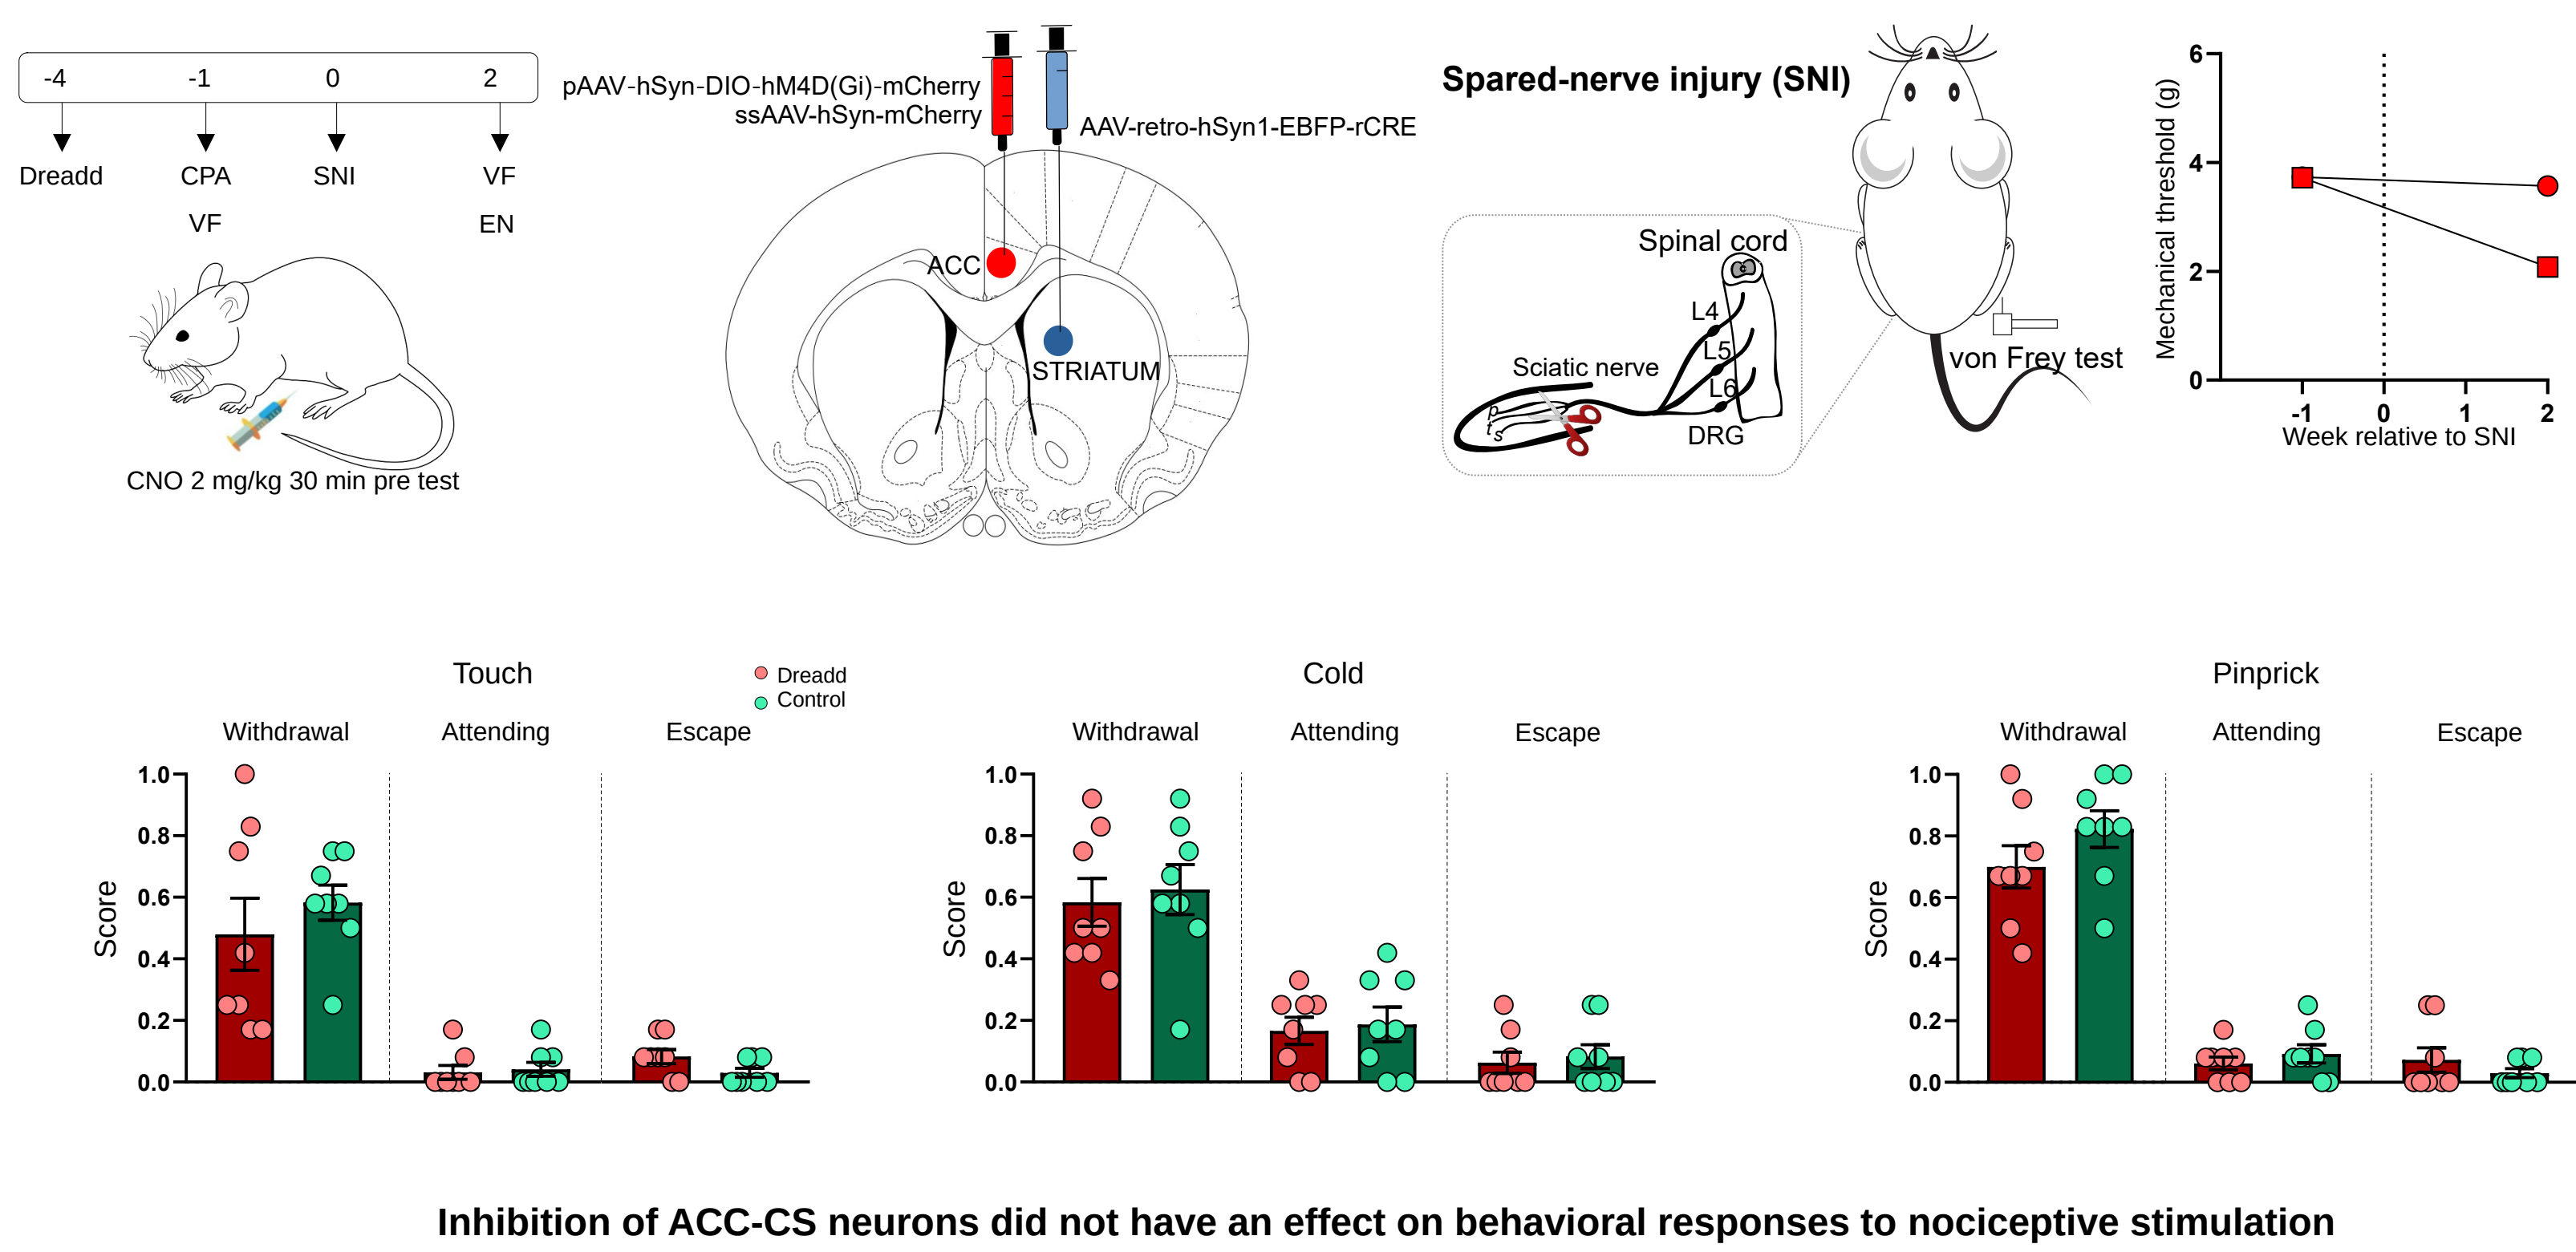 -4 -1 0 2
Dreadd CPA SNI VF
VF EN
CNO 2 mg/kg 30 min pre test
pAAV-hSyn-DIO-hM4D(Gi)-mCherry
ssAAV-hSyn-mCherry
AAV-retro-hSyn1-EBFP-rCRE
ACC
STRIATUM
Spared-nerve injury (SNI)
Spinal cord
L4
L5
L6
Sciatic nerve
p
t
s
DRG
von Frey test
Mechanical threshold (g)
6
4
2
0
-1 0 1 2
Week relative to SNI
Touch
Dreadd
Control
Withdrawal Attending Escape
Score
1.0
0.8
0.6
0.4
0.2
0.0
Cold
Withdrawal Attending Escape
Score
1.0
0.8
0.6
0.4
0.2
0.0
Pinprick
Withdrawal Attending Escape
Score
1.0
0.8
0.6
0.4
0.2
0.0
Inhibition of ACC-CS neurons did not have an effect on behavioral responses to nociceptive stimulation